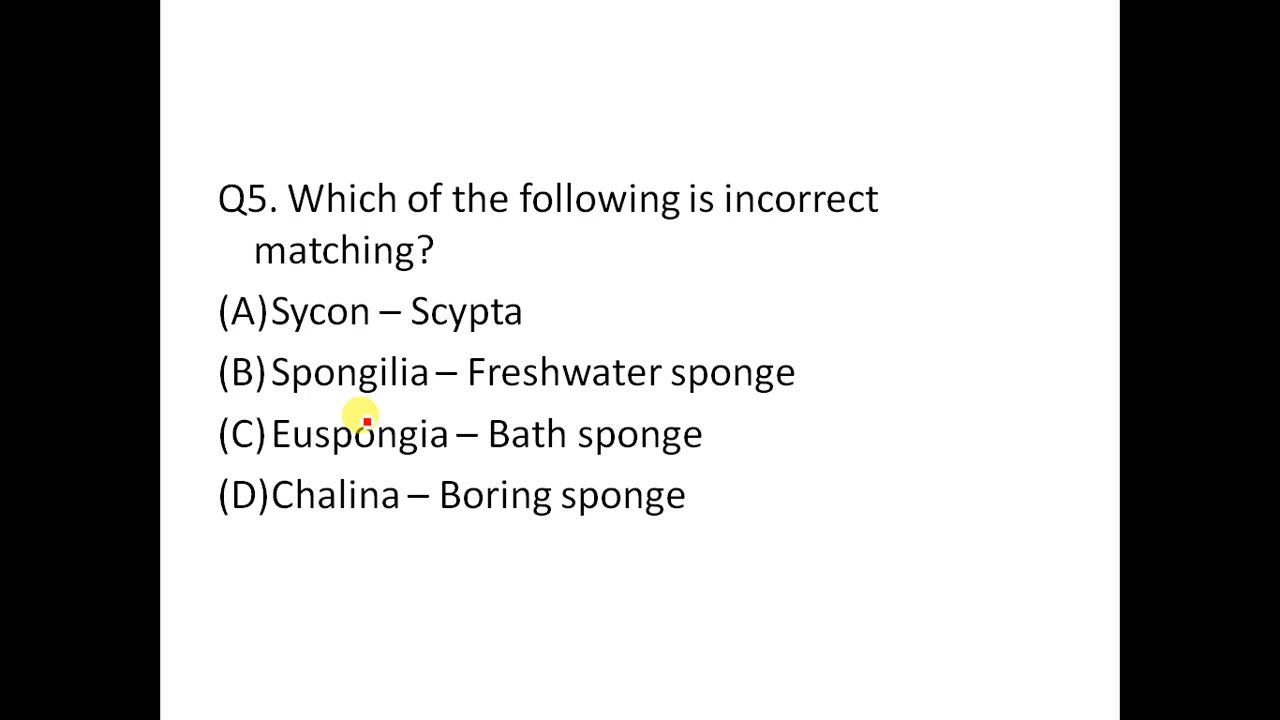 Q5. Which of the following is incorrect
matching?
(A) Sycon – Scypta
(B) Spongilia – Freshwater sponge
(C) Euspongia – Bath sponge
(D) Chalina – Boring sponge